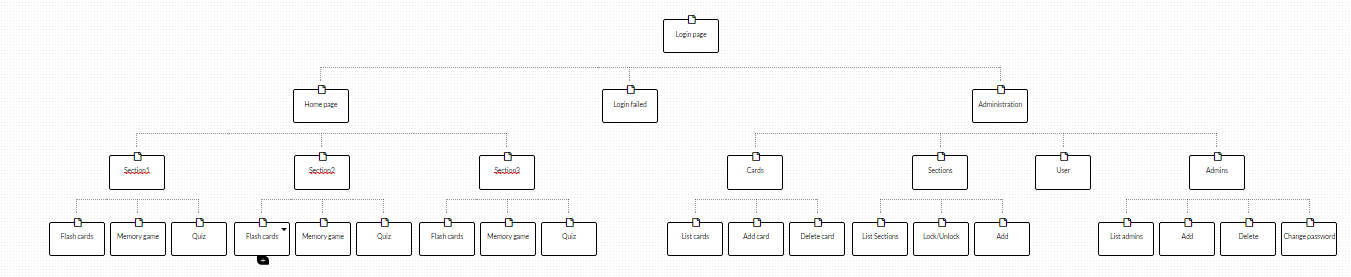 Login page
Home page
Login failed
Administration
Section1
Section2
Section3
Cards
Sections
User
Admins
Flash cards
Memory game
Quiz
Flash cards
Memory game
Quiz
Flash cards
Memory game
Quiz
List cards
Add card
Delete card
List Sections
Lock/Unlock
Add
List admins
Add
Delete
Change password